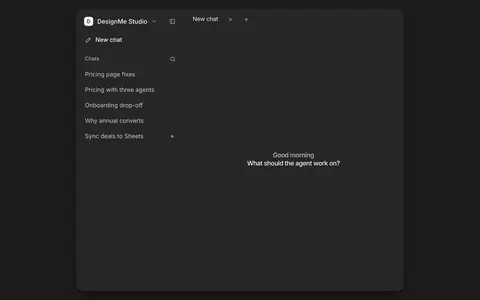 D DesignMe Studio
New chat
New chat
Chats
Pricing page fixes
Pricing with three agents
Onboarding drop-off
Why annual converts
Sync deals to Sheets
Good morning
What should the agent work on?